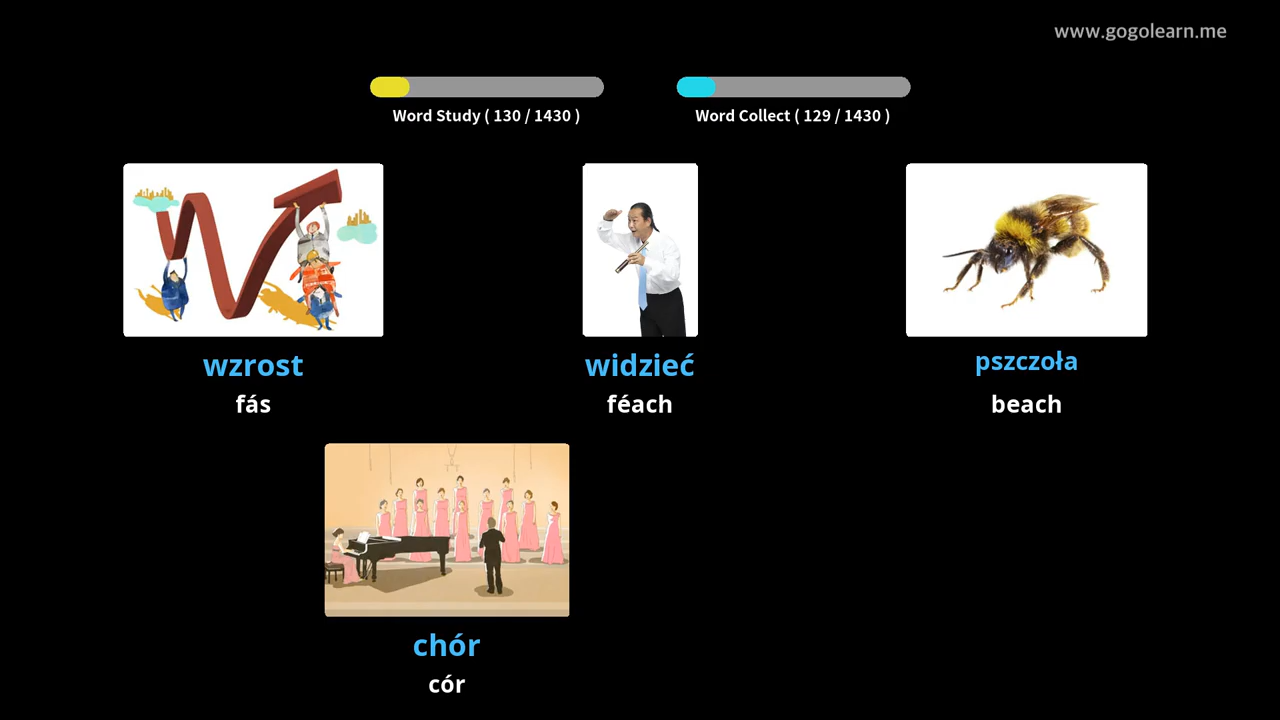 www.gogolearn.me
Word Study ( 130 / 1430 )
Word Collect ( 129 / 1430 )
wzrost
fás
widzieć
féach
pszczoła
beach
chór
cór